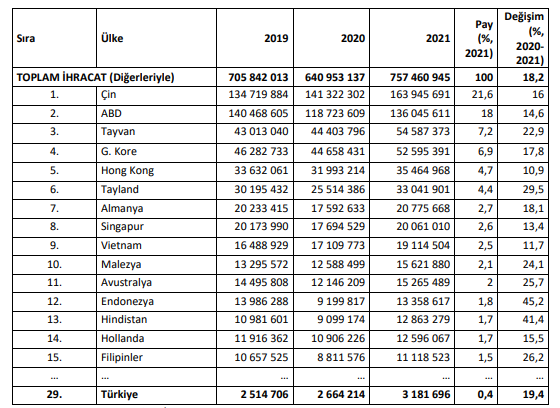 Sıra Ülke 2019 2020 2021 Pay (%, 2021) Değişim (%, 2020-2021)
TOPLAM İHRACAT (Diğerleriyle) 705 842 013 640 953 137 757 460 945 100 18
1. Çin 134 719 884 141 322 302 163 945 691 21,6 16
2. ABD 140 468 605 118 723 609 136 045 611 18 14,6
3. Tayvan 43 013 040 44 403 796 54 587 373 7,2 22,9
4. G. Kore 46 282 733 44 658 431 52 595 391 6,9 17,8
5. Hong Kong 33 632 061 31 993 214 35 464 968 4,7 10,9
6. Tayland 30 195 432 25 514 386 33 041 901 4,4 29,5
7. Almanya 20 233 415 17 592 633 20 775 668 2,7 18,1
8. Singapur 20 173 990 17 694 529 20 061 010 2,6 13,4
9. Vietnam 16 488 929 17 109 773 19 114 504 2,5 11,7
10. Malezya 13 295 572 12 588 499 15 621 880 2,1 24,1
11. Avustralya 14 495 808 12 146 209 15 265 489 2 25,7
12. Endonezya 13 986 288 9 199 817 13 358 617 1,8 45,2
13. Hindistan 10 981 601 9 099 174 12 863 279 1,7 41,4
14. Hollanda 11 916 362 10 906 226 12 596 067 1,7 15,5
15. Filipinler 10 657 525 8 811 576 11 118 523 1,5 26,2
... ... ... ... ... ... ...
29. Türkiye 2 514 706 2 664 214 3 181 696 0,4 19,4